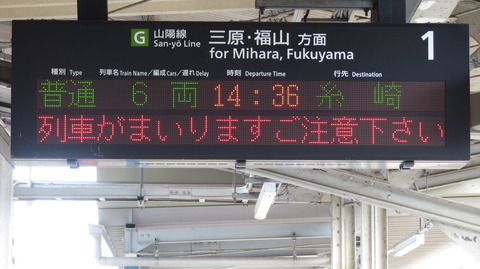 G 山陽線 三原・福山 方面 1
San-yō Line for Mihara, Fukuyama
種別 Type 列車名 Train Name／編成 Cars／遅れ Delay 時刻 Departure Time 行先 Destination
普通 6両 14:36 糸崎
列車がまいりますご注意下さい